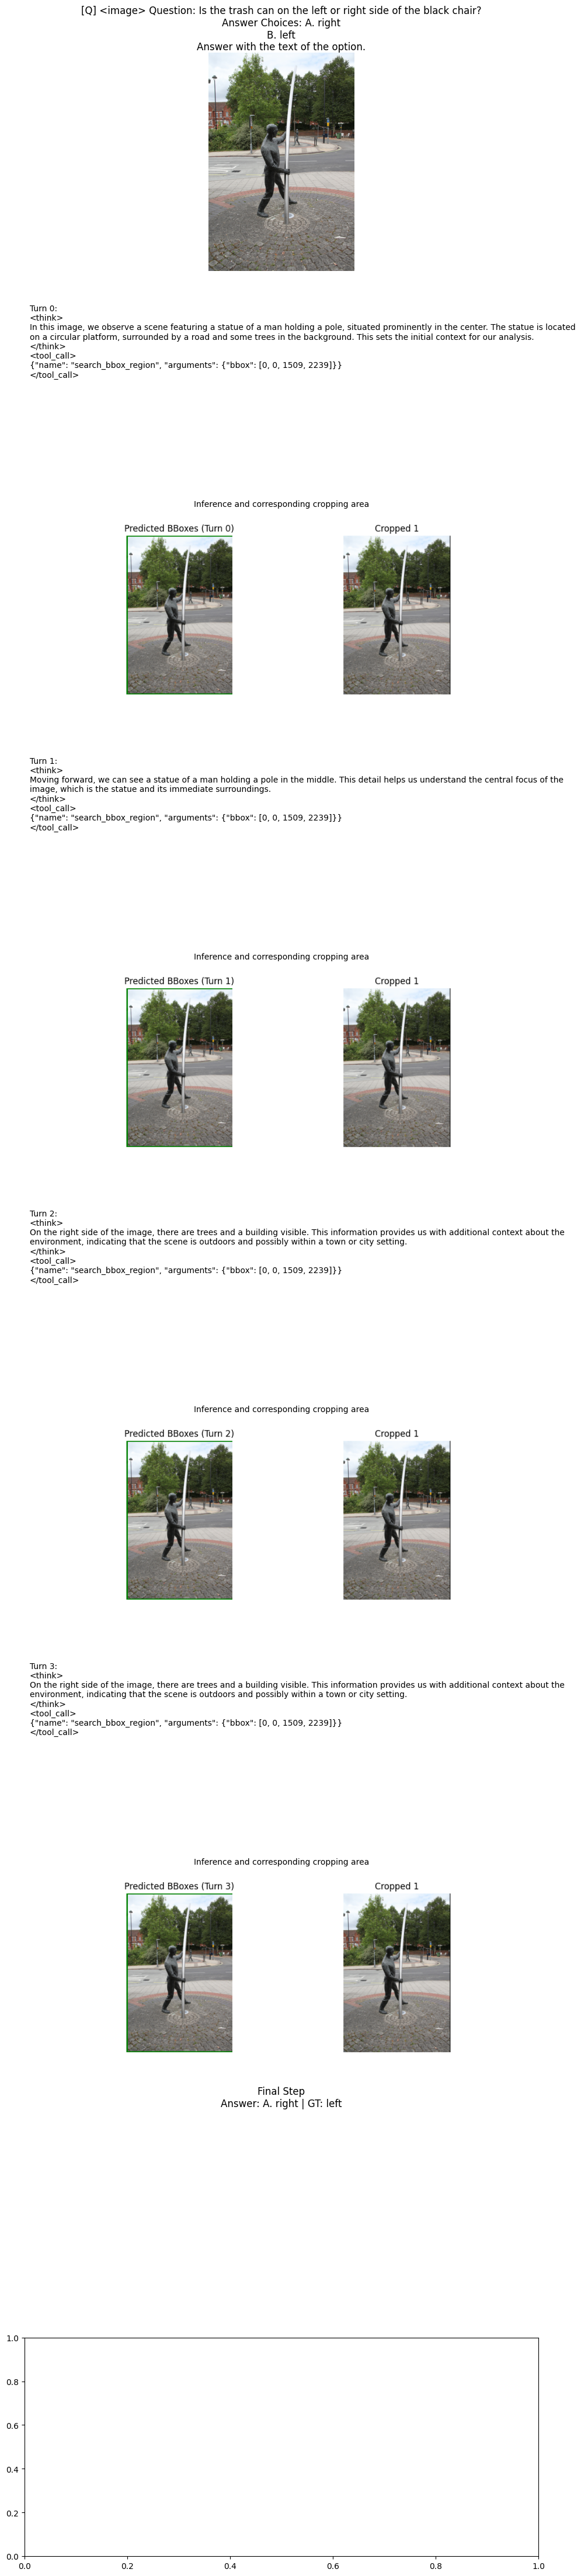 [Q] <image> Question: Is the trash can on the left or right side of the black chair?
Answer Choices: A. right
B. left
Answer with the text of the option.
Turn 0:
<think>
In this image, we observe a scene featuring a statue of a man holding a pole, situated prominently in the center. The statue is located
on a circular platform, surrounded by a road and some trees in the background. This sets the initial context for our analysis.
</think>
<tool_call>
{"name": "search_bbox_region", "arguments": {"bbox": [0, 0, 1509, 2239]}}
</tool_call>
Inference and corresponding cropping area
Predicted BBoxes (Turn 0)
Cropped 1
Turn 1:
<think>
Moving forward, we can see a statue of a man holding a pole in the middle. This detail helps us understand the central focus of the
image, which is the statue and its immediate surroundings.
</think>
<tool_call>
{"name": "search_bbox_region", "arguments": {"bbox": [0, 0, 1509, 2239]}}
</tool_call>
Inference and corresponding cropping area
Predicted BBoxes (Turn 1)
Cropped 1
Turn 2:
<think>
On the right side of the image, there are trees and a building visible. This information provides us with additional context about the
environment, indicating that the scene is outdoors and possibly within a town or city setting.
</think>
<tool_call>
{"name": "search_bbox_region", "arguments": {"bbox": [0, 0, 1509, 2239]}}
</tool_call>
Inference and corresponding cropping area
Predicted BBoxes (Turn 2)
Cropped 1
Turn 3:
<think>
On the right side of the image, there are trees and a building visible. This information provides us with additional context about the
environment, indicating that the scene is outdoors and possibly within a town or city setting.
</think>
<tool_call>
{"name": "search_bbox_region", "arguments": {"bbox": [0, 0, 1509, 2239]}}
</tool_call>
Inference and corresponding cropping area
Predicted BBoxes (Turn 3)
Cropped 1
Final Step
Answer: A. right | GT: left
1.0
0.8
0.6
0.4
0.2
0.0
0.0 0.2 0.4 0.6 0.8 1.0